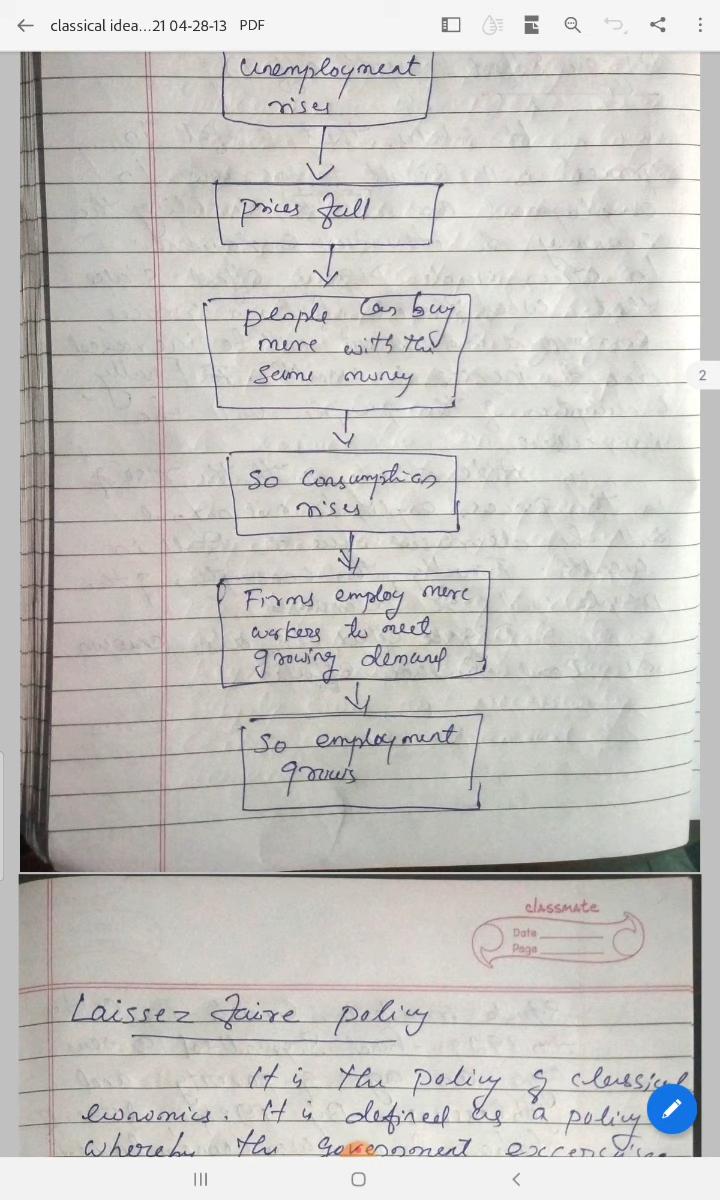 classical idea...21 04-28-13 PDF
Unemployment
rises
prices fall
2
people can buy
more with the
same money
So consumption
rises
Firms employ more
workers to meet
growing demand
So employment
grows
classmate
Date
Page
Laissez faire policy
It is the policy of classical
economics. It is defined as a policy
whereby the government